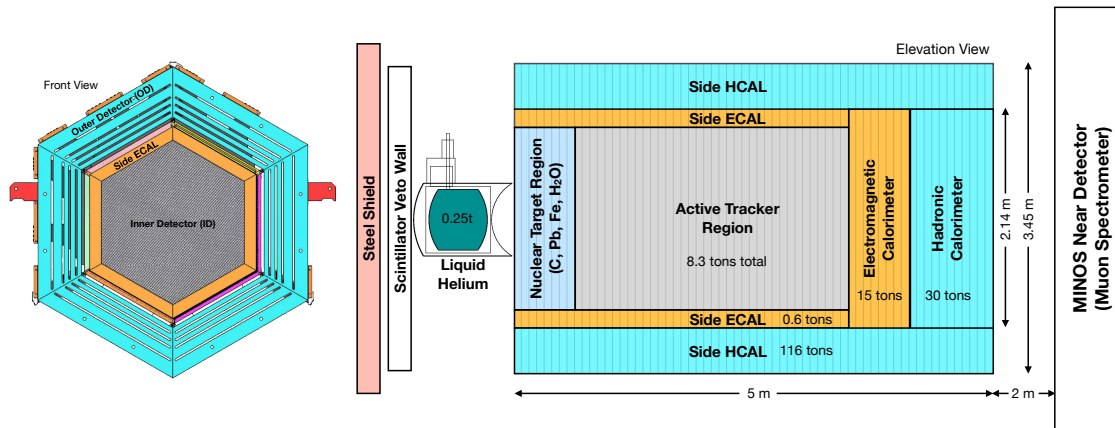 Front View
Outer Detector (OD)
Side ECAL
Inner Detector (ID)
Steel Shield
Scintillator Veto Wall
0.25t
Liquid
Helium
Elevation View
Side HCAL
Side ECAL
Nuclear Target Region
(C, Pb, Fe, H₂O)
Active Tracker
Region
8.3 tons total
Electromagnetic
Calorimeter
15 tons
Hadronic
Calorimeter
30 tons
Side ECAL 0.6 tons
Side HCAL 116 tons
2.14 m
3.45 m
5 m
2 m
MINOS Near Detector
(Muon Spectrometer)